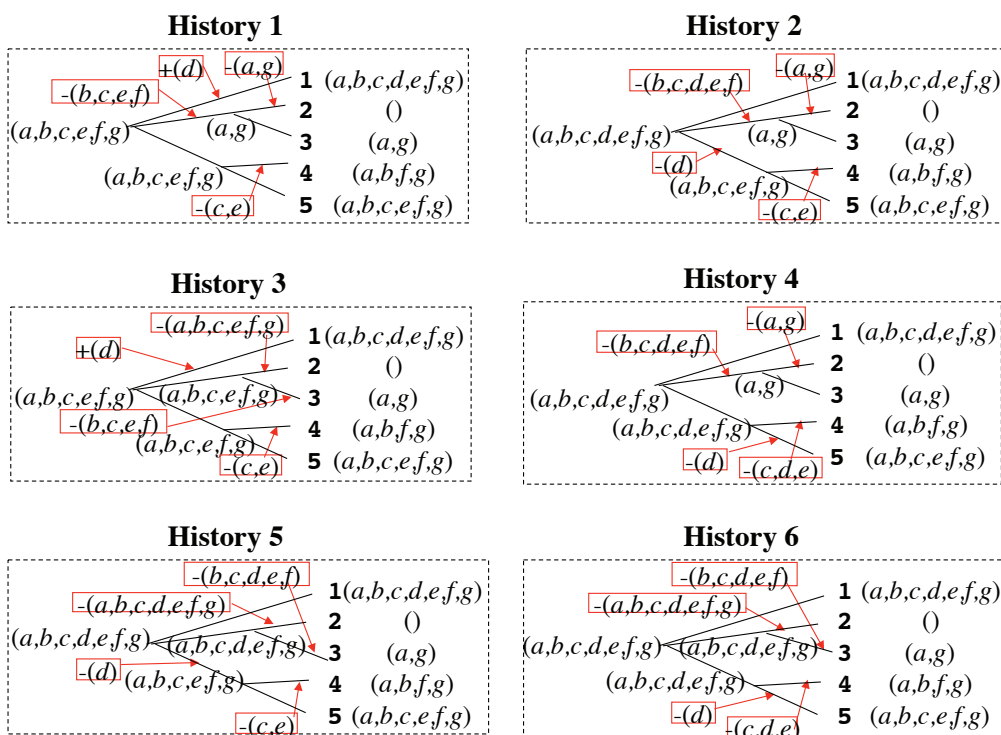 History 1
+(d)
-(a,g)
-(b,c,e,f)
1 (a,b,c,d,e,f,g)
2 ()
(a,b,c,e,f,g)
(a,g)
3 (a,g)
(a,b,c,e,f,g)
4 (a,b,f,g)
-(c,e)
5 (a,b,c,e,f,g)
History 2
-(a,g)
-(b,c,d,e,f)
1 (a,b,c,d,e,f,g)
2 ()
(a,b,c,d,e,f,g)
(a,g)
3 (a,g)
-(d)
(a,b,c,e,f,g)
4 (a,b,f,g)
-(c,e)
5 (a,b,c,e,f,g)
History 3
-(a,b,c,e,f,g)
1 (a,b,c,d,e,f,g)
+(d)
2 ()
(a,b,c,e,f,g)
(a,b,c,e,f,g)
3 (a,g)
-(b,c,e,f)
4 (a,b,f,g)
(a,b,c,e,f,g)
-(c,e)
5 (a,b,c,e,f,g)
History 4
-(a,g)
1 (a,b,c,d,e,f,g)
-(b,c,d,e,f)
2 ()
(a,b,c,d,e,f,g)
(a,g)
3 (a,g)
(a,b,c,d,e,f,g)
4 (a,b,f,g)
-(d)
-(c,d,e)
5 (a,b,c,e,f,g)
History 5
-(b,c,d,e,f)
1 (a,b,c,d,e,f,g)
-(a,b,c,d,e,f,g)
2 ()
(a,b,c,d,e,f,g)
(a,b,c,d,e,f,g)
3 (a,g)
-(d)
(a,b,c,e,f,g)
4 (a,b,f,g)
-(c,e)
5 (a,b,c,e,f,g)
History 6
-(b,c,d,e,f)
1 (a,b,c,d,e,f,g)
-(a,b,c,d,e,f,g)
2 ()
(a,b,c,d,e,f,g)
(a,b,c,d,e,f,g)
3 (a,g)
(a,b,c,d,e,f,g)
4 (a,b,f,g)
-(d)
-(c,d,e)
5 (a,b,c,e,f,g)